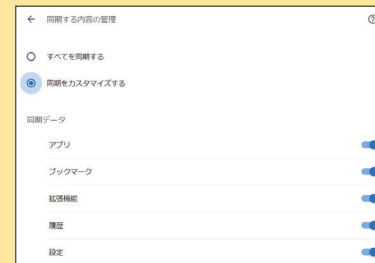 ← 同期する内容の管理
すべてを同期する
同期をカスタマイズする
同期データ
アプリ
ブックマーク
拡張機能
履歴
設定